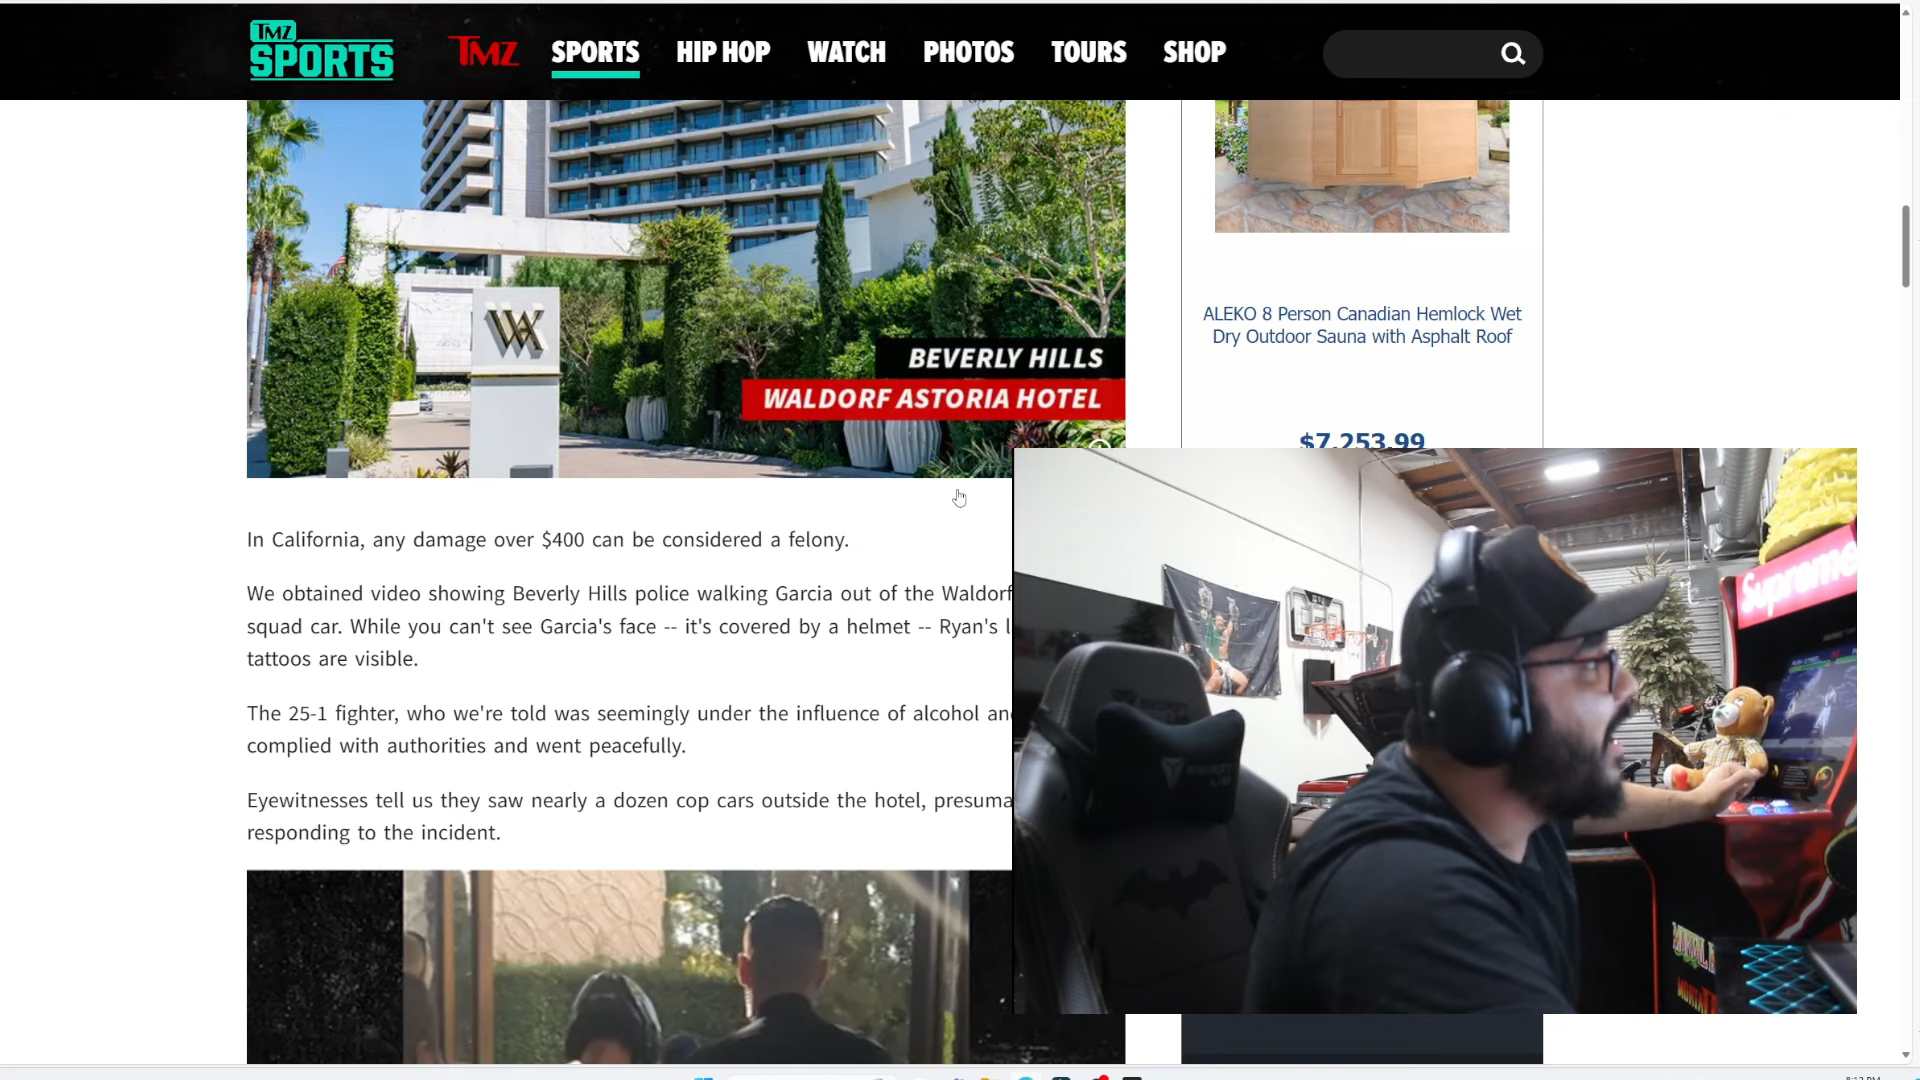 TMZ
SPORTS
TMZ
SPORTS
HIP HOP
WATCH
PHOTOS
TOURS
SHOP
BEVERLY HILLS
WALDORF ASTORIA HOTEL
ALEKO 8 Person Canadian Hemlock Wet
Dry Outdoor Sauna with Asphalt Roof
$7,253.99
In California, any damage over $400 can be considered a felony.
We obtained video showing Beverly Hills police walking Garcia out of the Waldorf
squad car. While you can't see Garcia's face -- it's covered by a helmet -- Ryan's
tattoos are visible.
The 25-1 fighter, who we're told was seemingly under the influence of alcohol
complied with authorities and went peacefully.
Eyewitnesses tell us they saw nearly a dozen cop cars outside the hotel,
responding to the incident.
Supreme